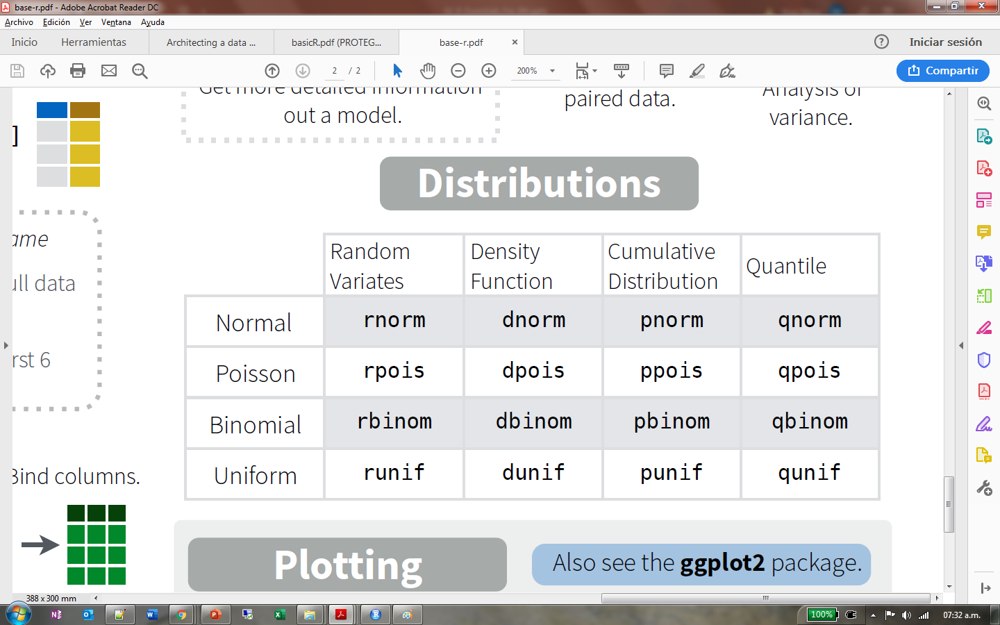 base-r.pdf - Adobe Acrobat Reader DC
Archivo Edición Ver Ventana Ayuda
Inicio Herramientas Architecting a data ... basicR.pdf (PROTEG... base-r.pdf × ? Iniciar sesión
2 / 2 200% Compartir
Get more detailed information
out a model.
paired data.
Analysis of
variance.
]
Distributions
ame
ull data
rst 6
Random Variates Density Function Cumulative Distribution Quantile
Normal rnorm dnorm pnorm qnorm
Poisson rpois dpois ppois qpois
Binomial rbinom dbinom pbinom qbinom
Uniform runif dunif punif qunif
Bind columns.
Plotting
Also see the ggplot2 package.
388 x 300 mm
100% 07:32 a.m.